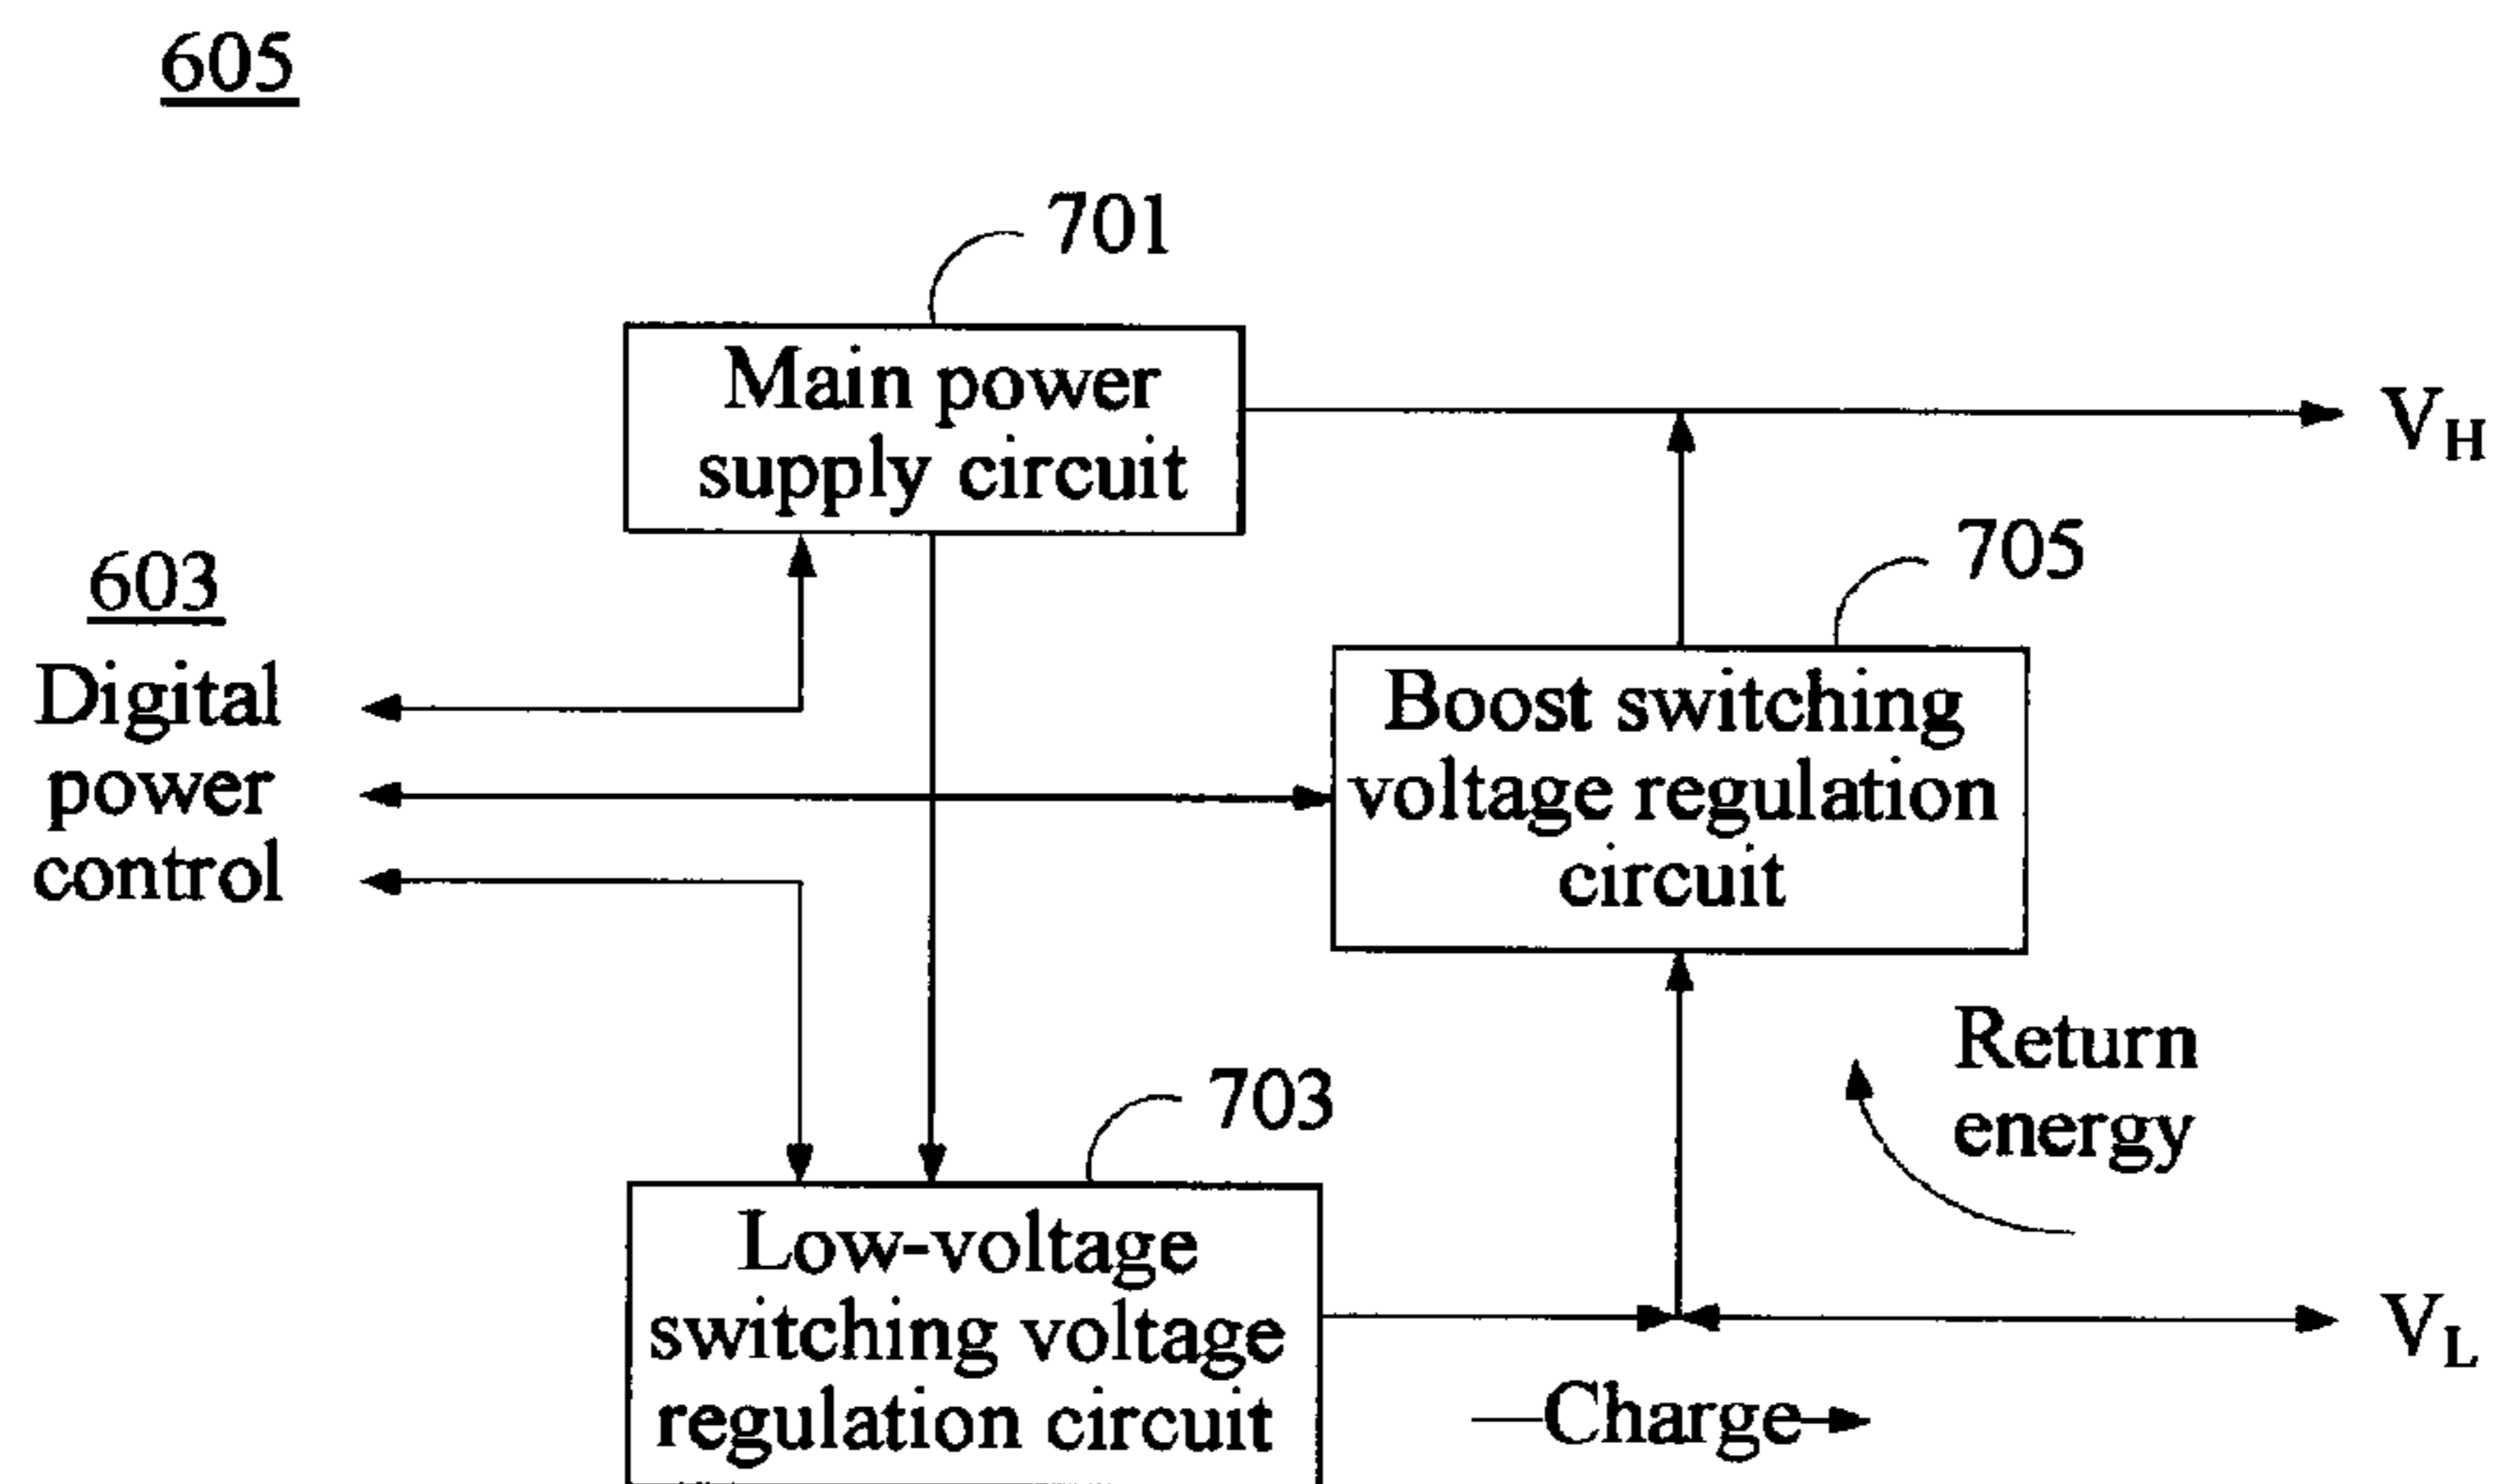 605
701
Main power
supply circuit
V_H
705
603
Digital
power
control
Boost switching
voltage regulation
circuit
Return
energy
703
Low-voltage
switching voltage
regulation circuit
V_L
Charge